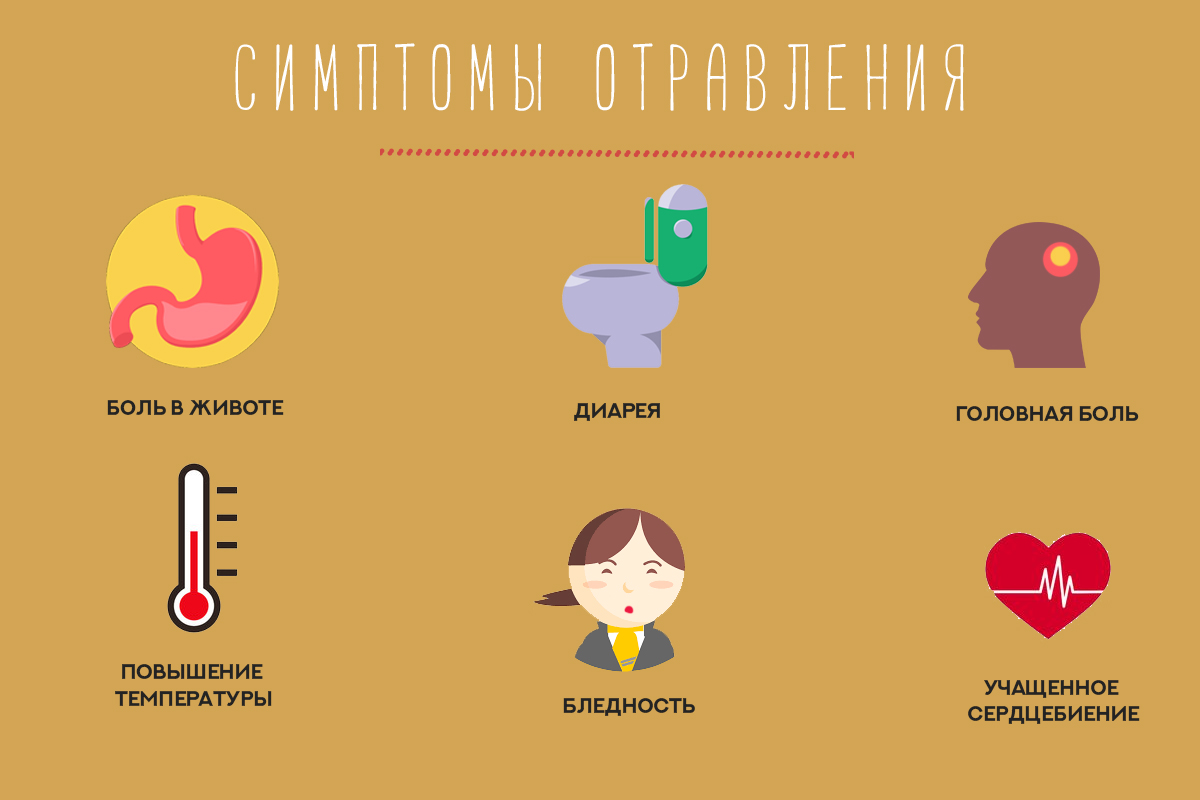 СИМПТОМЫ ОТРАВЛЕНИЯ
БОЛЬ В ЖИВОТЕ
ДИАРЕЯ
ГОЛОВНАЯ БОЛЬ
ПОВЫШЕНИЕ
ТЕМПЕРАТУРЫ
БЛЕДНОСТЬ
УЧАЩЕННОЕ
СЕРДЦЕБИЕНИЕ